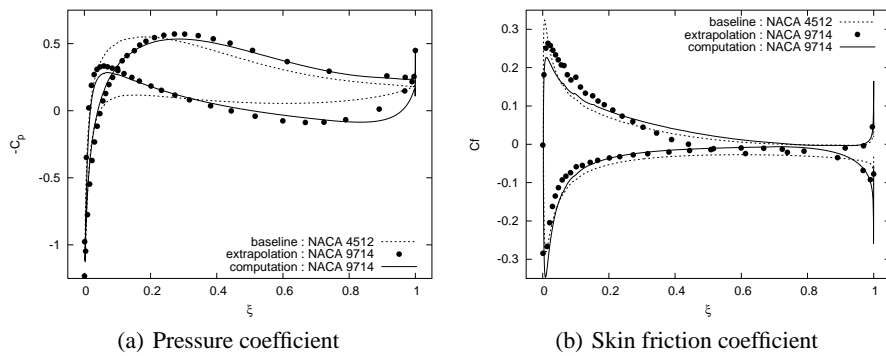 -Cp
0.5
0
-0.5
-1
0
0.2
0.4
0.6
0.8
1
ξ
baseline : NACA 4512
extrapolation : NACA 9714
computation : NACA 9714
(a) Pressure coefficient
Cf
0.3
0.2
0.1
0
-0.1
-0.2
-0.3
0
0.2
0.4
0.6
0.8
1
ξ
baseline : NACA 4512
extrapolation : NACA 9714
computation : NACA 9714
(b) Skin friction coefficient